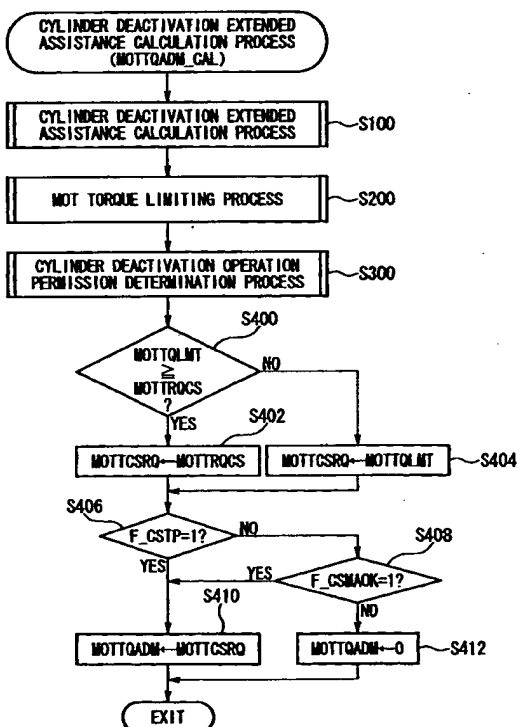 CYLINDER DEACTIVATION EXTENDED
ASSISTANCE CALCULATION PROCESS
(MOTTQADM_CAL)
CYLINDER DEACTIVATION EXTENDED
ASSISTANCE CALCULATION PROCESS
S100
MOT TORQUE LIMITING PROCESS
S200
CYLINDER DEACTIVATION OPERATION
PERMISSION DETERMINATION PROCESS
S300
S400
MOTTQLMT
≧
MOTTRQCS
?
NO
YES
S402
MOTTCSRQ←MOTTRQCS
MOTTCSRQ←MOTTQLMT
S404
S406
F_CSTP=1?
NO
YES
S408
F_CSMAOK=1?
YES
NO
S410
MOTTQADM←MOTTCSRQ
MOTTQADM←0
S412
EXIT